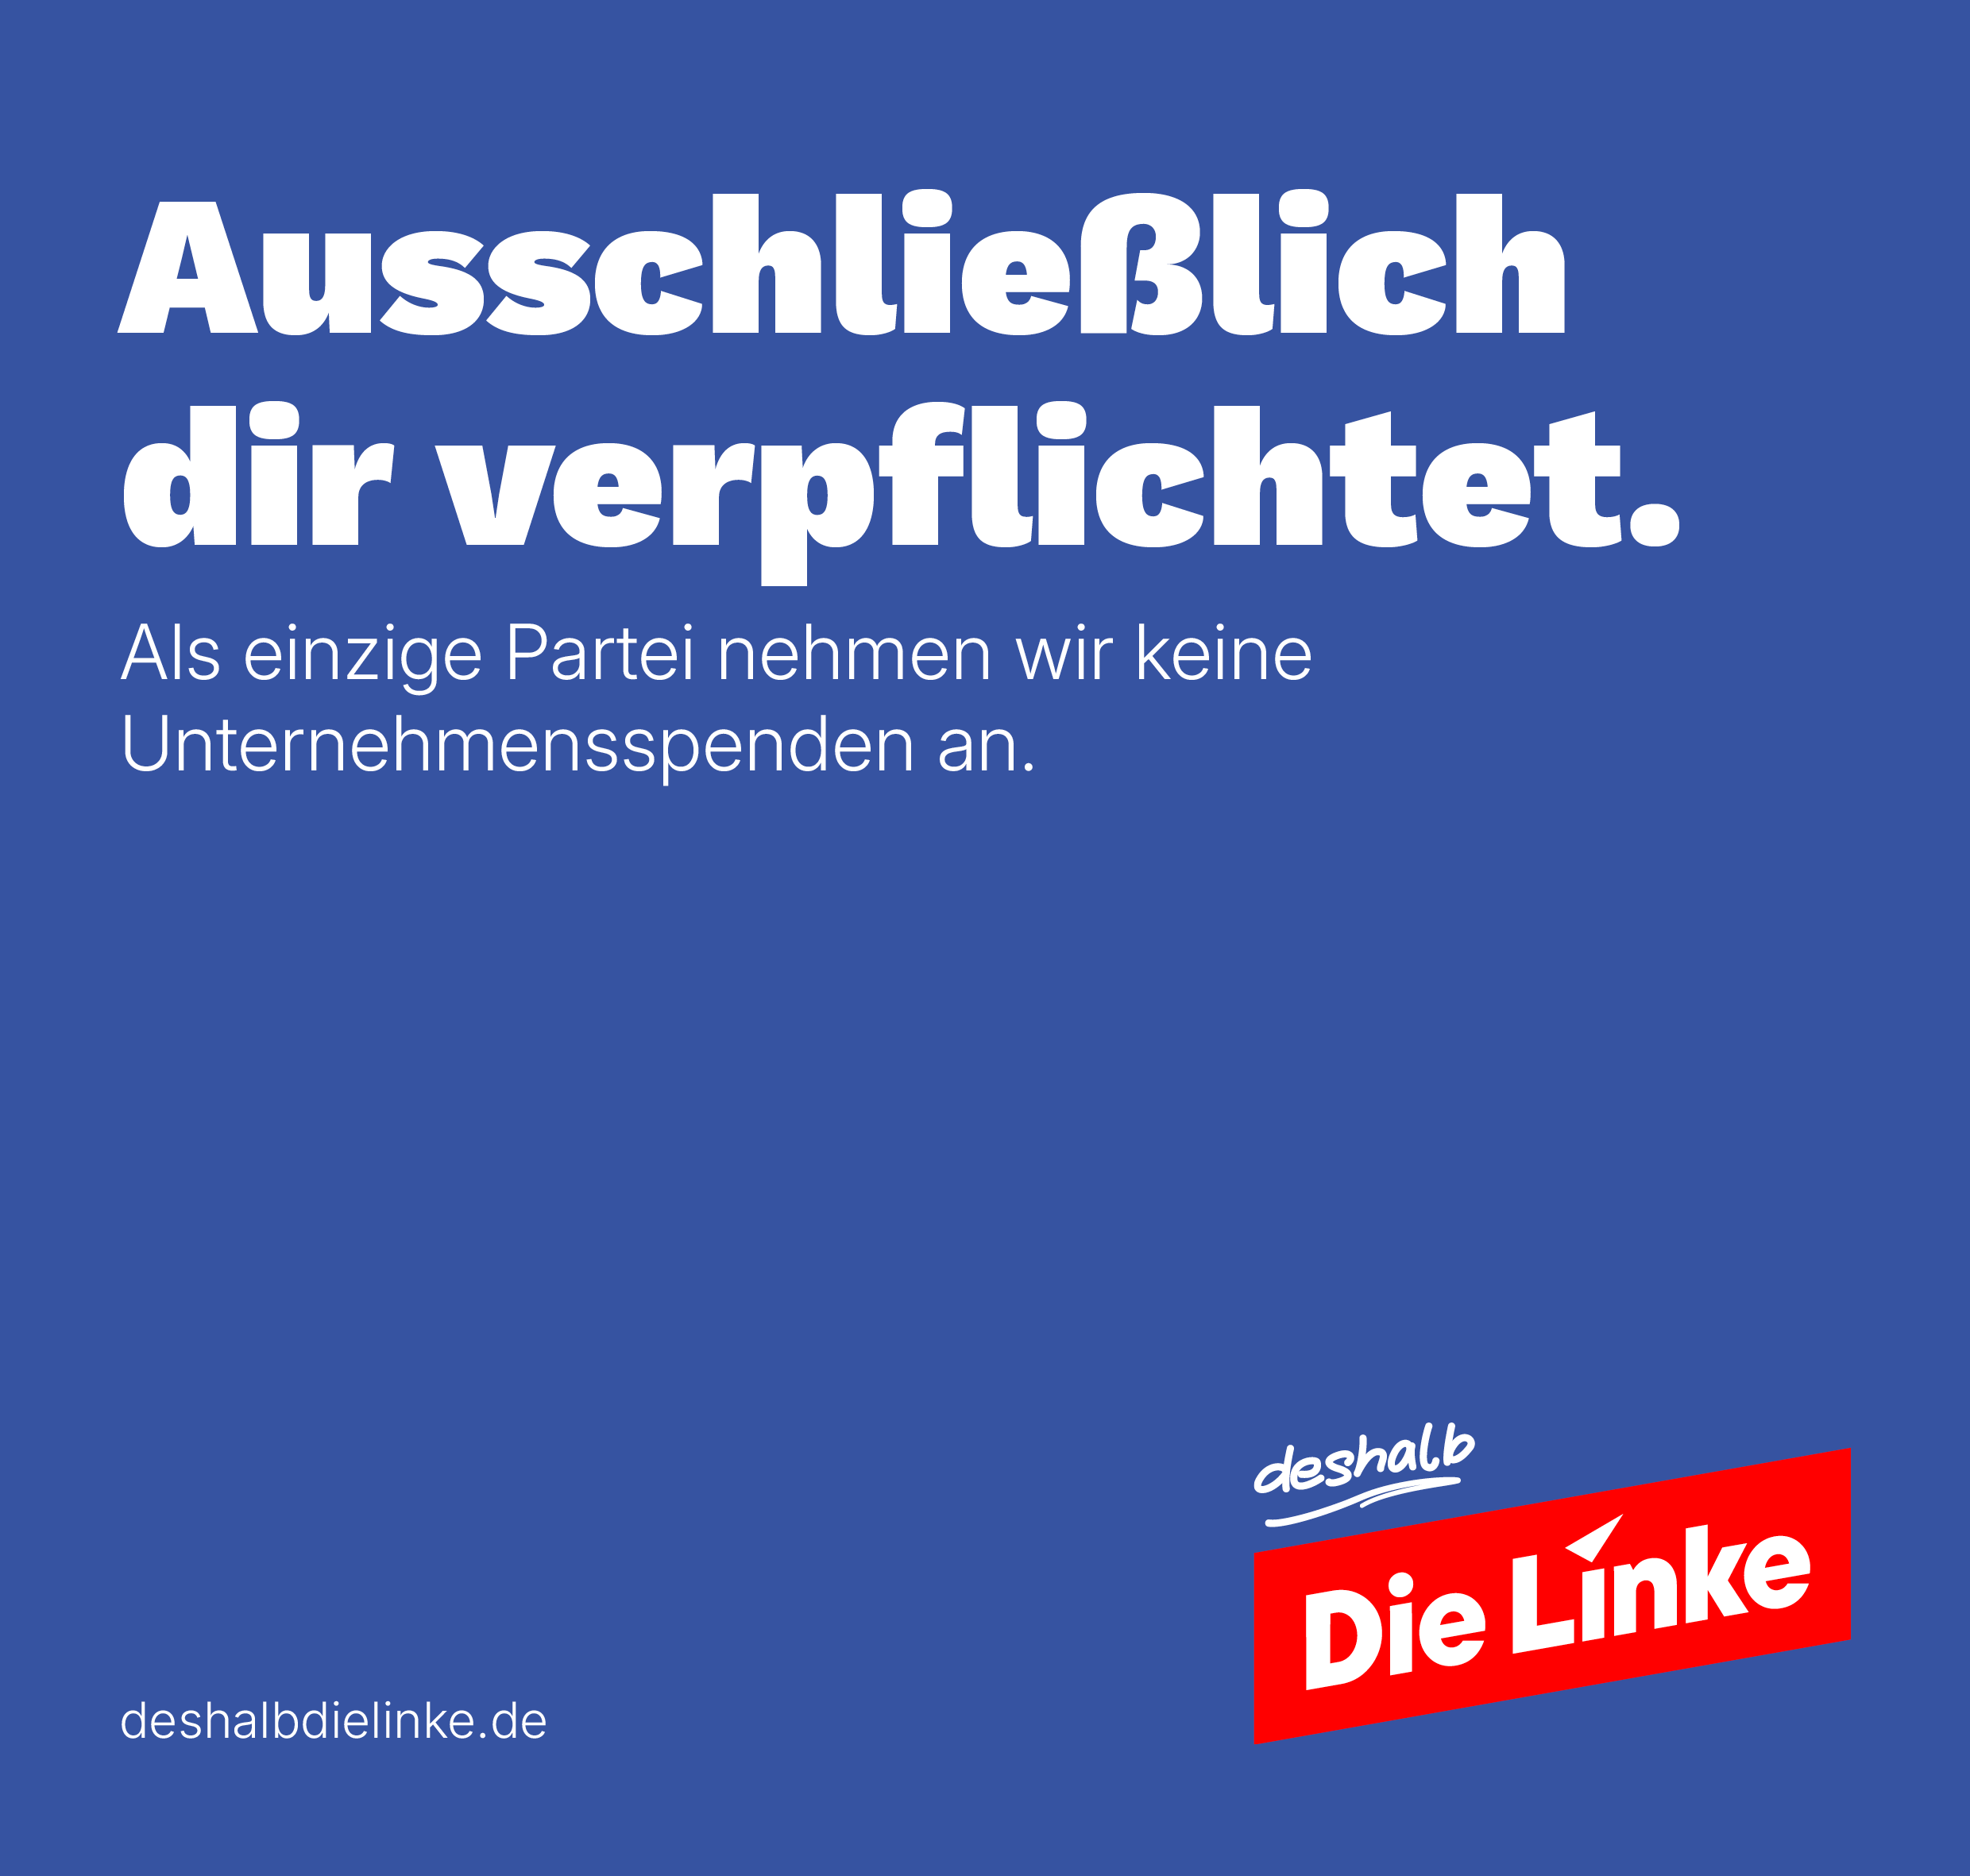 Ausschließlich
dir verpflichtet.
Als einzige Partei nehmen wir keine
Unternehmensspenden an.
deshalb
Die Linke
deshalbdielinke.de